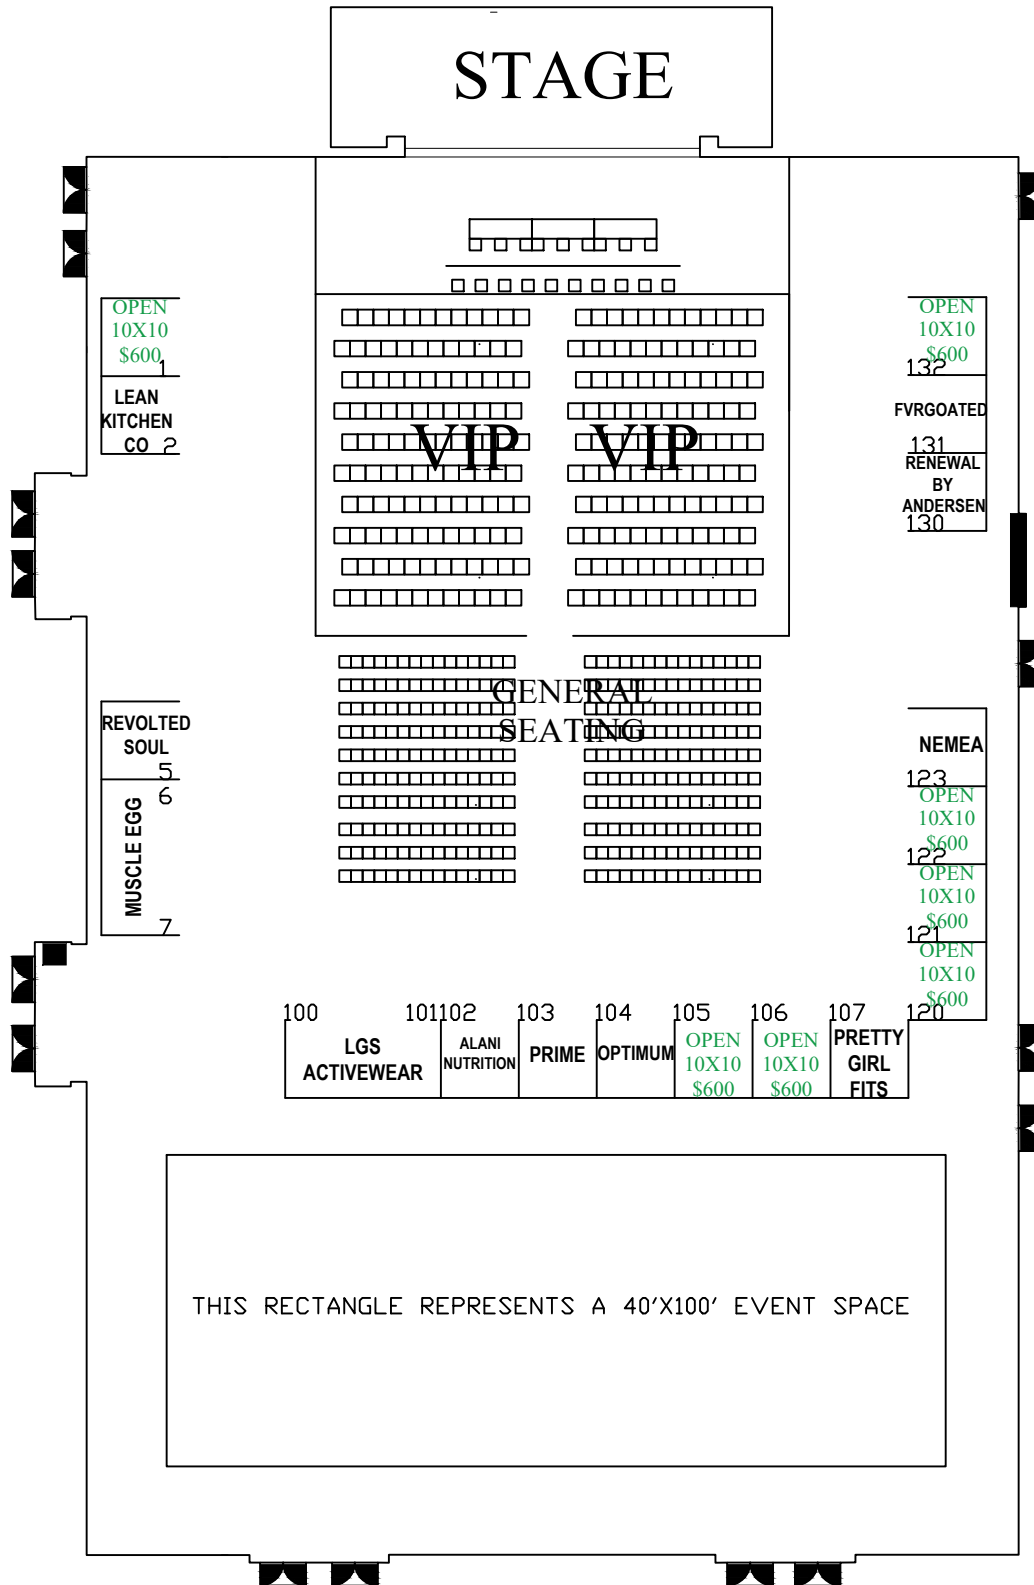 STAGE
OPEN
10X10
$600
1
LEAN
KITCHEN
CO 2
OPEN
10X10
$600
132
FVRGOATED
131
RENEWAL
BY
ANDERSEN
130
VIP VIP
GENERAL
SEATING
REVOLTED
SOUL
5
6
MUSCLE EGG
7
NEMEA
123
OPEN
10X10
$600
122
OPEN
10X10
$600
121
OPEN
10X10
$600
120
100 101 102 103 104 105 106 107
LGS
ACTIVEWEAR
ALANI
NUTRITION
PRIME
OPTIMUM
OPEN
10X10
$600
OPEN
10X10
$600
PRETTY
GIRL
FITS
THIS RECTANGLE REPRESENTS A 40'X100' EVENT SPACE